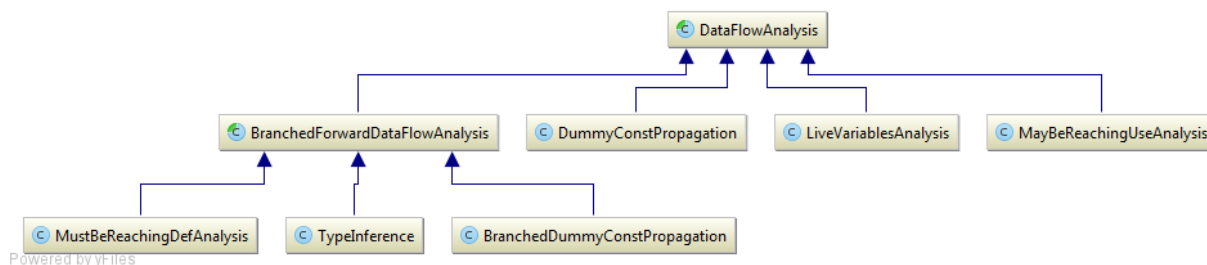 DataFlowAnalysis
BranchedForwardDataFlowAnalysis
DummyConstPropagation
LiveVariablesAnalysis
MayBeReachingUseAnalysis
MustBeReachingDefAnalysis
TypeInference
BranchedDummyConstPropagation
Powered by yFiles